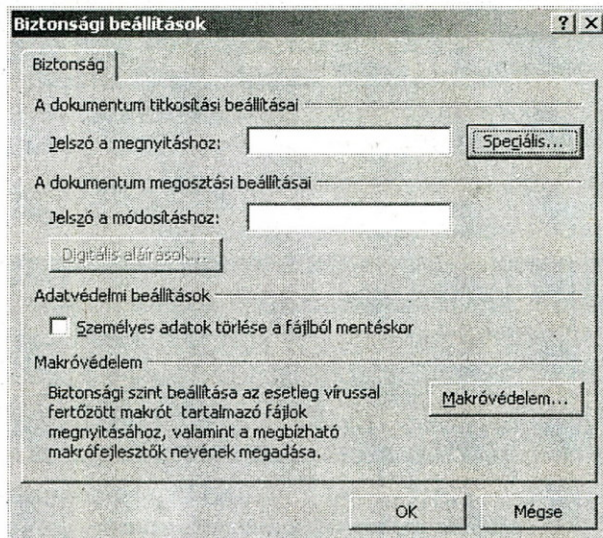 Biztonsági beállítások
Biztonság
A dokumentum titkosítási beállításai
Jelszó a megnyitáshoz:
Speciális...
A dokumentum megosztási beállításai
Jelszó a módosításhoz:
Digitális aláírások...
Adatvédelmi beállítások
Személyes adatok törlése a fájlból mentéskor
Makróvédelem
Biztonsági szint beállítása az esetleg vírussal
fertőzött makrót tartalmazó fájlok
megnyitásához, valamint a megbízható
makrófejlesztők nevének megadása.
Makróvédelem...
OK
Mégse